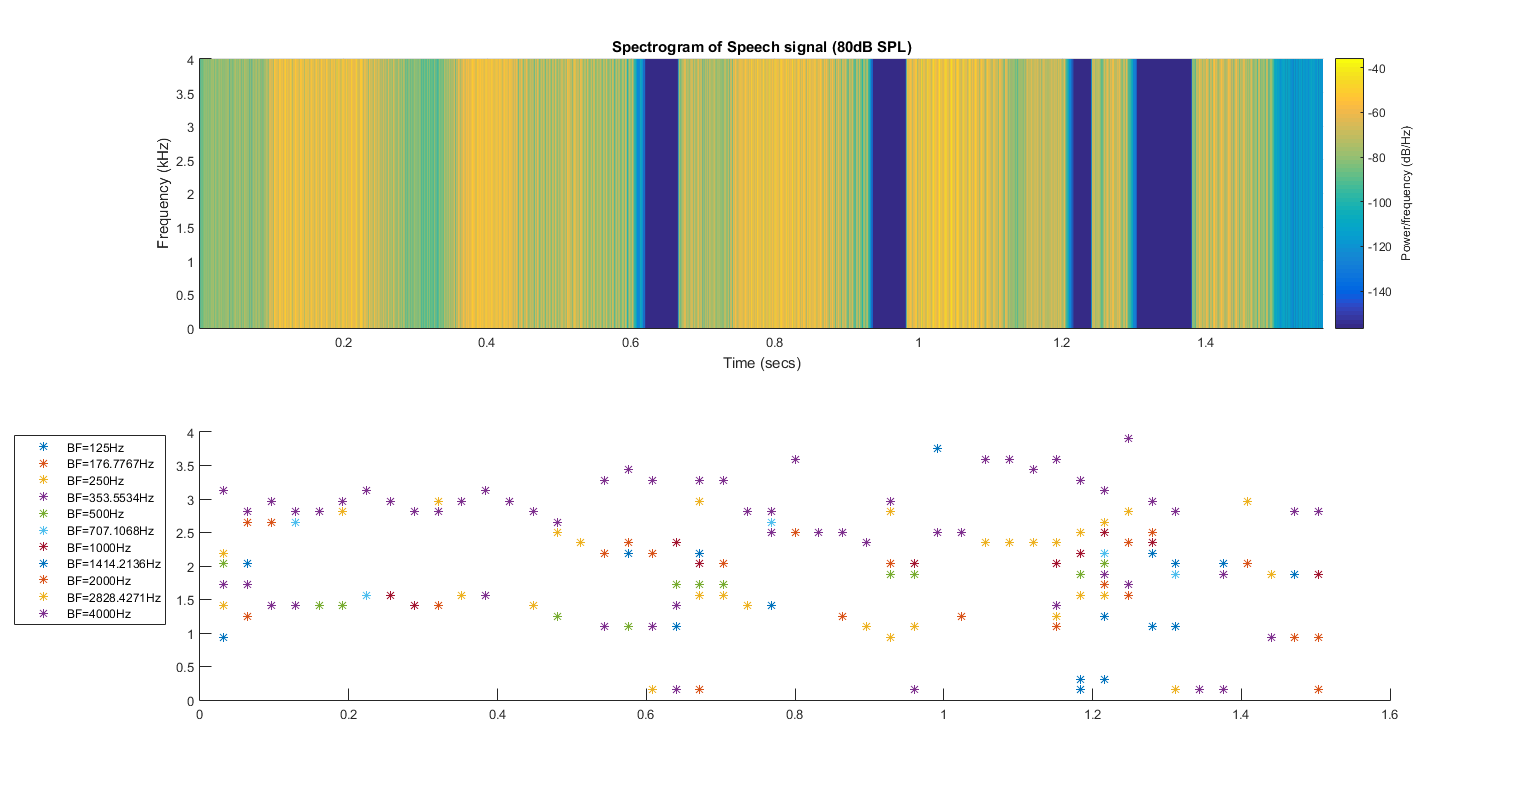 Spectrogram of Speech signal (80dB SPL)
4
3.5
3
2.5
2
1.5
1
0.5
0
Frequency (kHz)
0.2
0.4
0.6
0.8
1
1.2
1.4
Time (secs)
-40
-60
-80
-100
-120
-140
Power/frequency (dB/Hz)
BF=125Hz
BF=176.7767Hz
BF=250Hz
BF=353.5534Hz
BF=500Hz
BF=707.1068Hz
BF=1000Hz
BF=1414.2136Hz
BF=2000Hz
BF=2828.4271Hz
BF=4000Hz
4
3.5
3
2.5
2
1.5
1
0.5
0
0
0.2
0.4
0.6
0.8
1
1.2
1.4
1.6